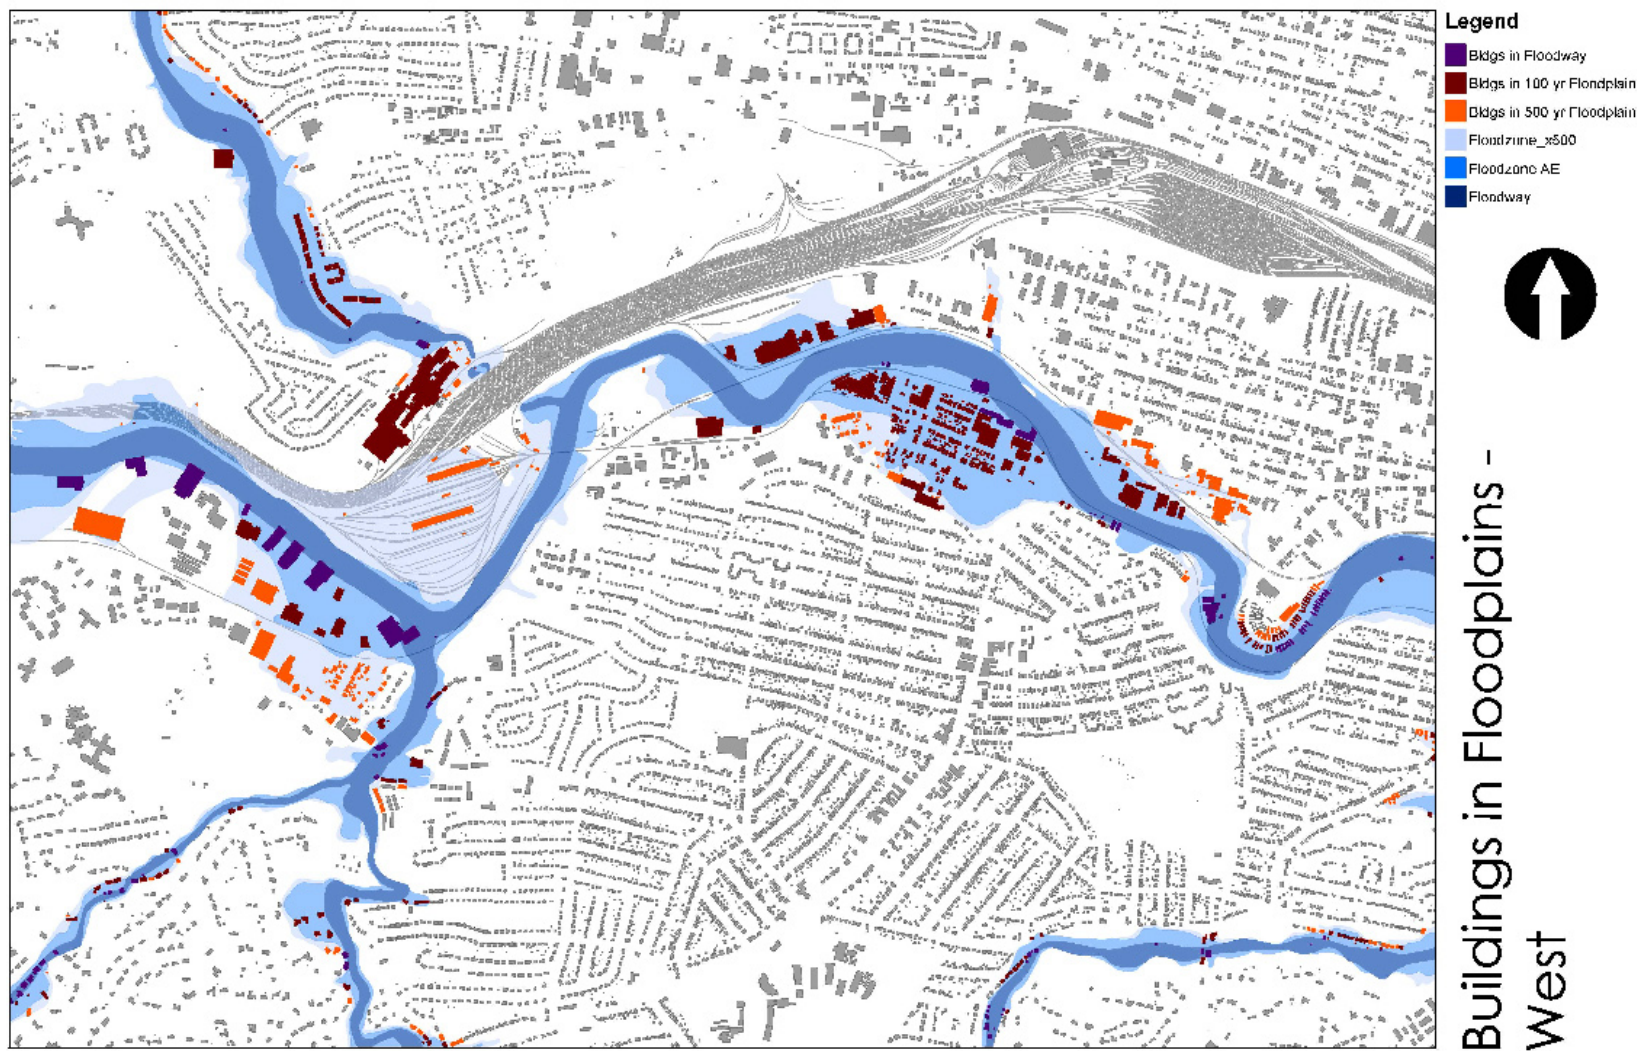 Legend
Bldgs in Floodway
Bldgs in 100 yr Floodplain
Bldgs in 500 yr Floodplain
Floodzone_x500
Floodzone AE
Floodway
Buildings in Floodplains -
West